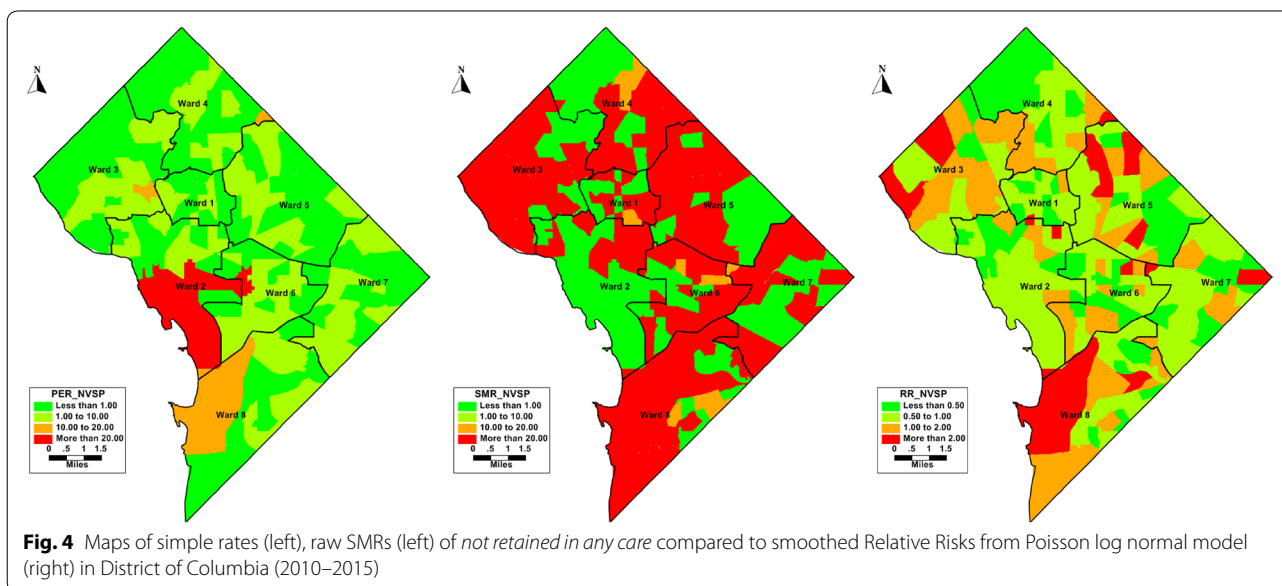 N
Ward 4
Ward 3
Ward 1
Ward 5
Ward 2
Ward 7
Ward 6
Ward 8
PER_NVSP
Less than 1.00
1.00 to 10.00
10.00 to 20.00
More than 20.00
0 .5 1 1.5
Miles
N
Ward 4
Ward 3
Ward 1
Ward 5
Ward 2
Ward 7
Ward 6
Ward 8
SMR_NVSP
Less than 1.00
1.00 to 10.00
10.00 to 20.00
More than 20.00
0 .5 1 1.5
Miles
N
Ward 4
Ward 3
Ward 1
Ward 5
Ward 2
Ward 7
Ward 6
Ward 8
RR_NVSP
Less than 0.50
0.50 to 1.00
1.00 to 2.00
More than 2.00
0 .5 1 1.5
Miles
Fig. 4 Maps of simple rates (left), raw SMRs (left) of not retained in any care compared to smoothed Relative Risks from Poisson log normal model
(right) in District of Columbia (2010–2015)